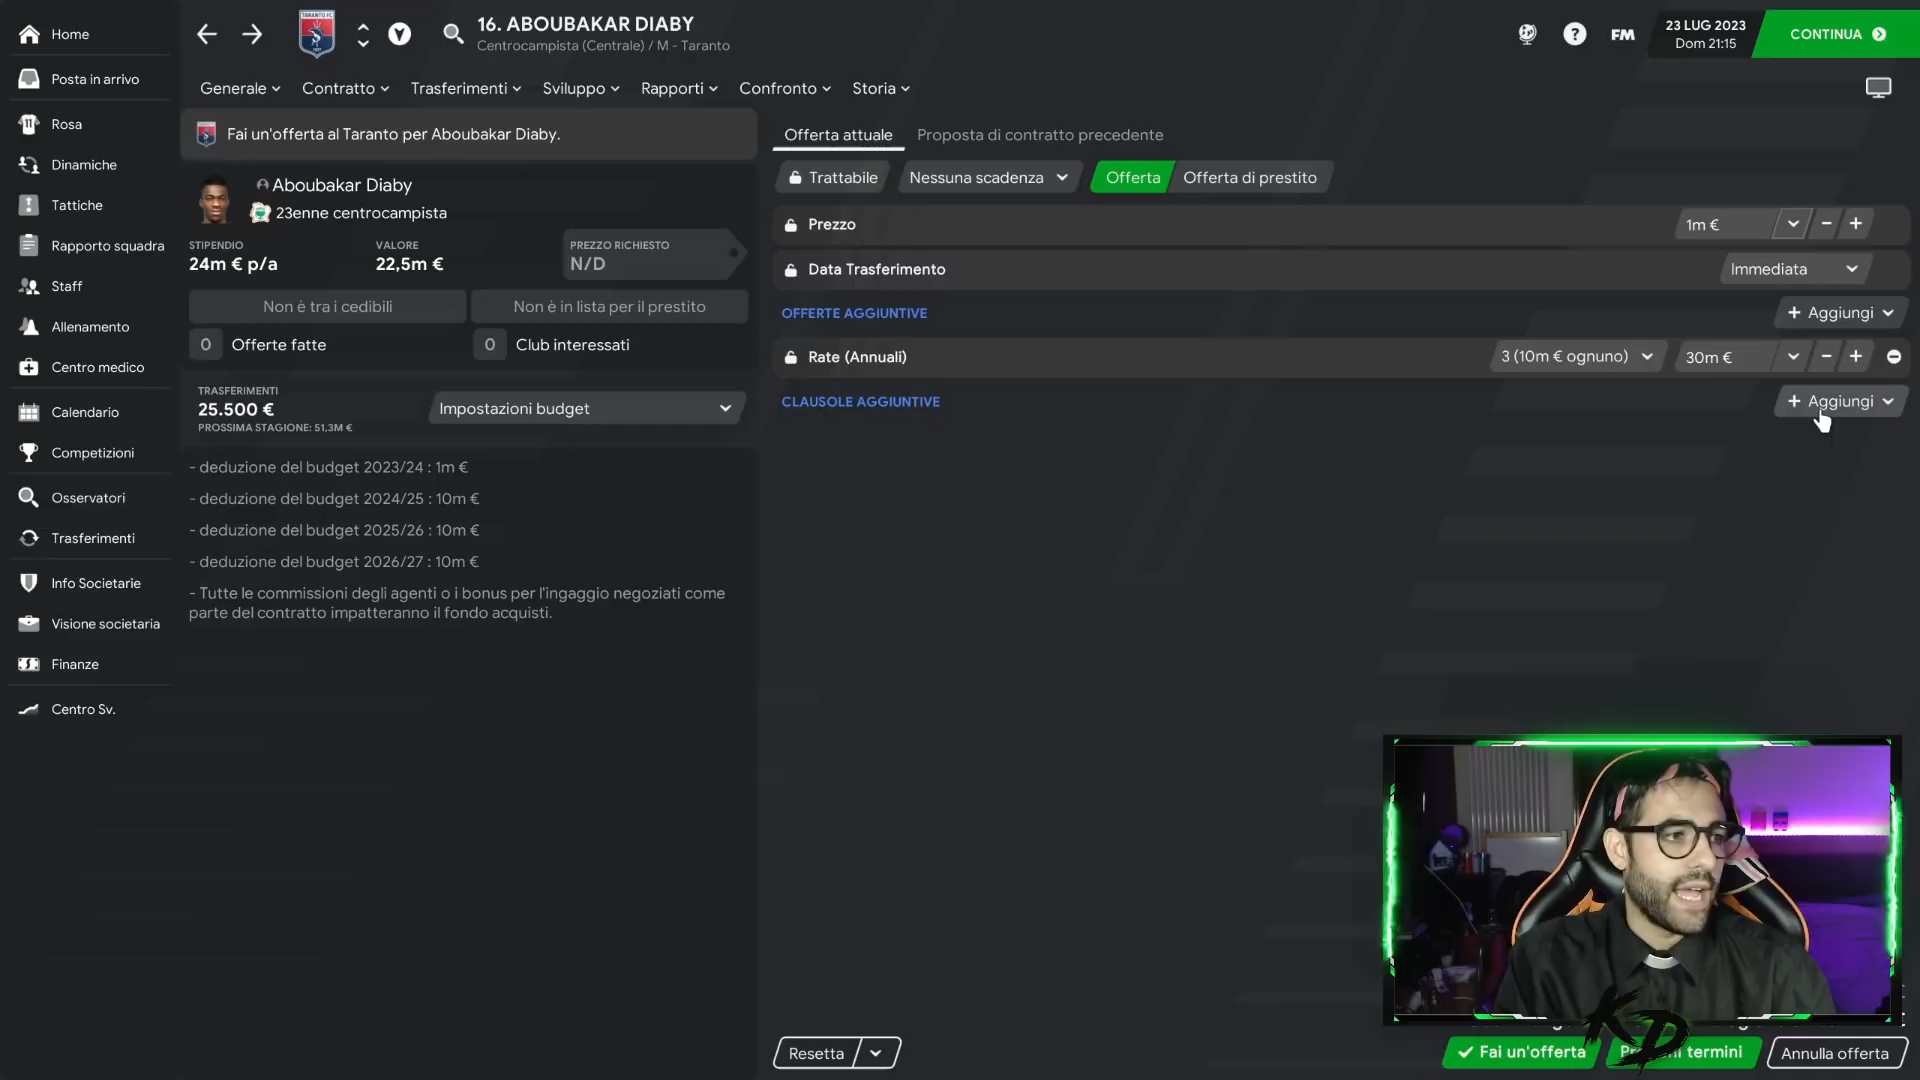 Home
Posta in arrivo
Rosa
Dinamiche
Tattiche
Rapporto squadra
Staff
Allenamento
Centro medico
Calendario
Competizioni
Osservatori
Trasferimenti
Info Societarie
Visione societaria
Finanze
Centro Sv.
TARANTO FC
Y
16. ABOUBAKAR DIABY
Centrocampista (Centrale) / M - Taranto
?
FM
23 LUG 2023
Dom 21:15
CONTINUA
Generale
Contratto
Trasferimenti
Sviluppo
Rapporti
Confronto
Storia
Fai un'offerta al Taranto per Aboubakar Diaby.
Aboubakar Diaby
23enne centrocampista
STIPENDIO
24m € p/a
VALORE
22,5m €
PREZZO RICHIESTO
N/D
Non è tra i cedibili
Non è in lista per il prestito
0 Offerte fatte
0 Club interessati
TRASFERIMENTI
25.500 €
PROSSIMA STAGIONE: 51,3M €
Impostazioni budget
- deduzione del budget 2023/24 : 1m €
- deduzione del budget 2024/25 : 10m €
- deduzione del budget 2025/26 : 10m €
- deduzione del budget 2026/27 : 10m €
- Tutte le commissioni degli agenti o i bonus per l'ingaggio negoziati come
parte del contratto impatteranno il fondo acquisti.
Offerta attuale
Proposta di contratto precedente
Trattabile
Nessuna scadenza
Offerta
Offerta di prestito
Prezzo
1m €
Data Trasferimento
Immediata
OFFERTE AGGIUNTIVE
+ Aggiungi
Rate (Annuali)
3 (10m € ognuno)
30m €
CLAUSOLE AGGIUNTIVE
+ Aggiungi
KD
Resetta
Fai un'offerta
termini
Annulla offerta